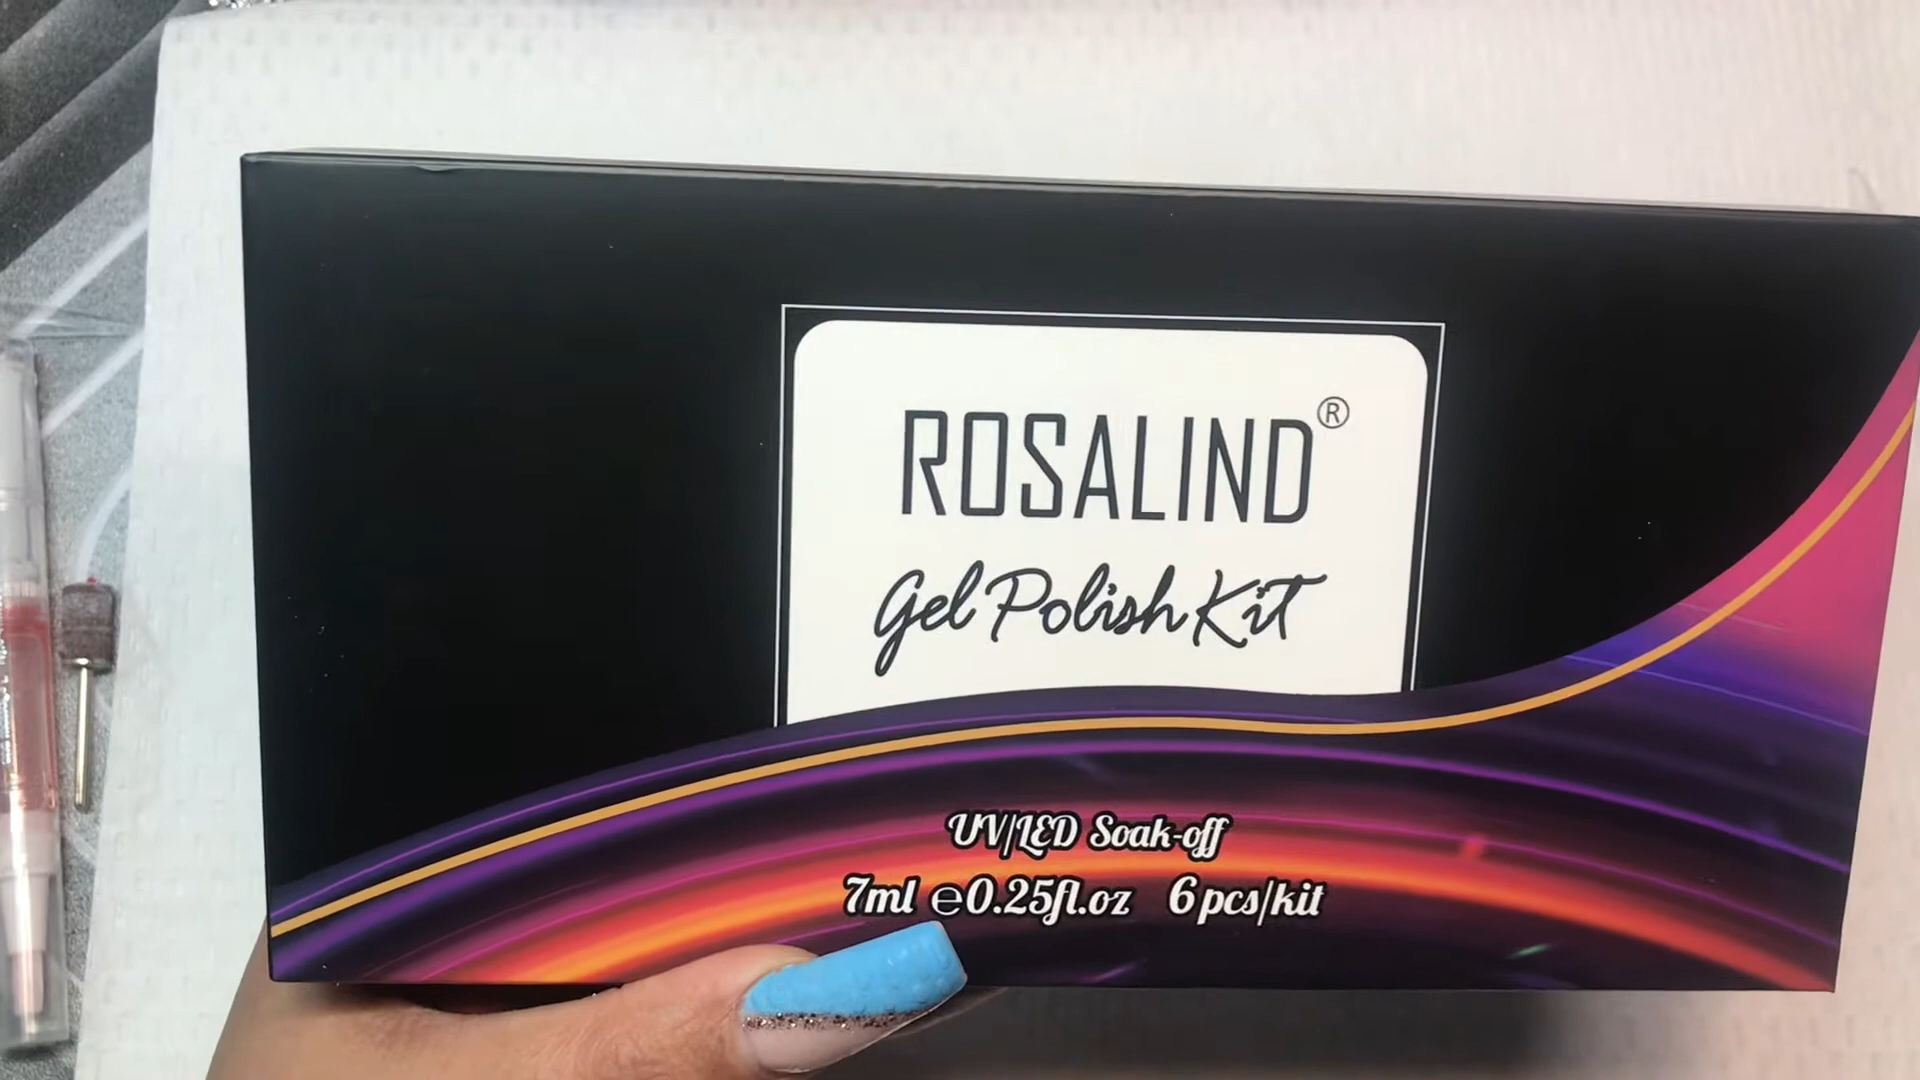 ROSALIND®
Gel Polish Kit
UV/LED Soak-off
7ml ℮0.25fl.oz 6pcs/kit